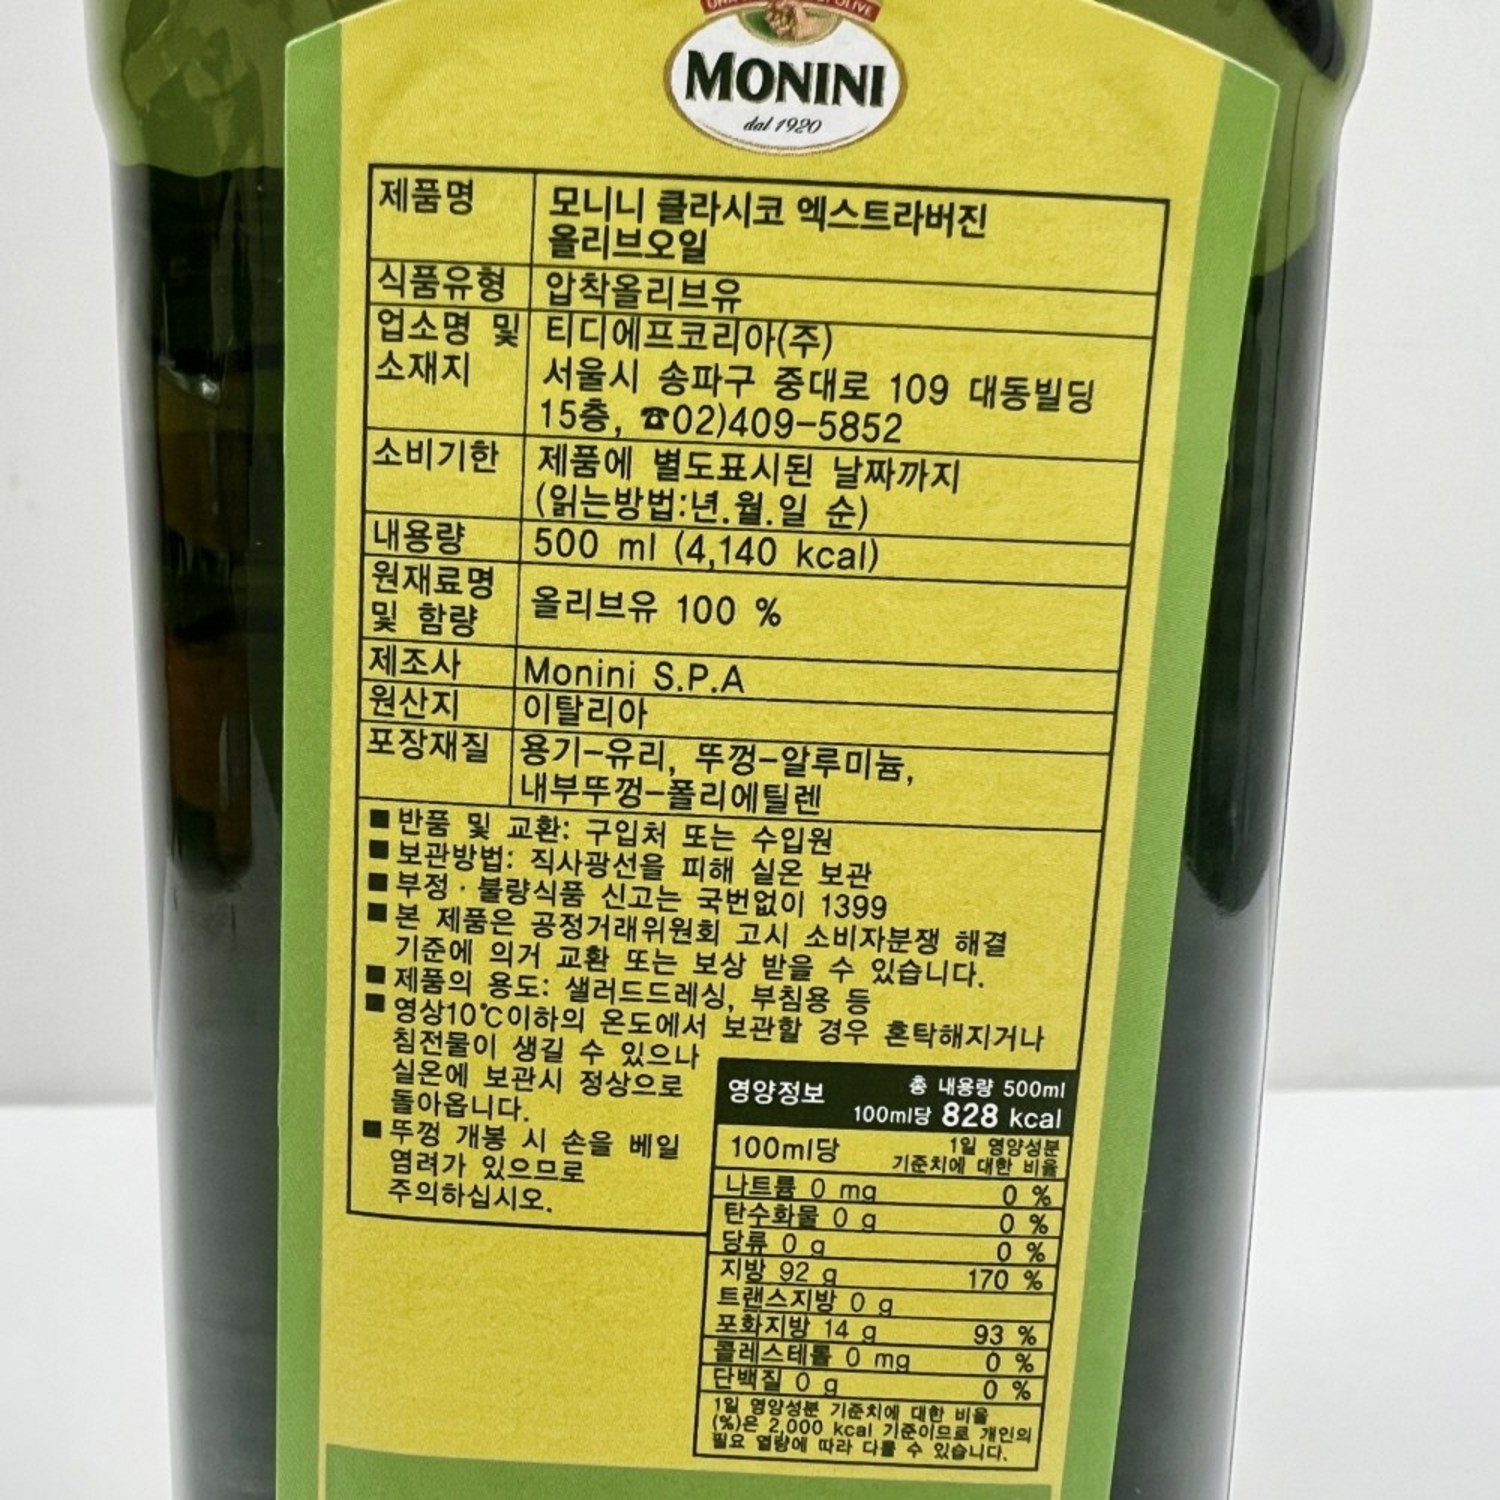 MONINI
dal 1920
제품명 모니니 클라시코 엑스트라버진
올리브오일
식품유형 압착올리브유
업소명 및 티디에프코리아(주)
소재지 서울시 송파구 중대로 109 대동빌딩
15층, ☎02)409-5852
소비기한 제품에 별도표시된 날짜까지
(읽는방법:년.월.일 순)
내용량 500 ml (4,140 kcal)
원재료명
및 함량 올리브유 100 %
제조사 Monini S.P.A
원산지 이탈리아
포장재질 용기-유리, 뚜껑-알루미늄,
내부뚜껑-폴리에틸렌
■ 반품 및 교환: 구입처 또는 수입원
■ 보관방법: 직사광선을 피해 실온 보관
■ 부정·불량식품 신고는 국번없이 1399
■ 본 제품은 공정거래위원회 고시 소비자분쟁 해결
기준에 의거 교환 또는 보상 받을 수 있습니다.
■ 제품의 용도: 샐러드드레싱, 부침용 등
■ 영상10℃이하의 온도에서 보관할 경우 혼탁해지거나
침전물이 생길 수 있으나
실온에 보관시 정상으로
돌아옵니다.
■ 뚜껑 개봉 시 손을 베일
염려가 있으므로
주의하십시오.
영양정보 총 내용량 500ml
100ml당 828 kcal
100ml당 1일 영양성분
기준치에 대한 비율
나트륨 0 mg 0 %
탄수화물 0 g 0 %
당류 0 g 0 %
지방 92 g 170 %
트랜스지방 0 g
포화지방 14 g 93 %
콜레스테롤 0 mg 0 %
단백질 0 g 0 %
1일 영양성분 기준치에 대한 비율
(%)은 2,000 kcal 기준이므로 개인의
필요 열량에 따라 다를 수 있습니다.